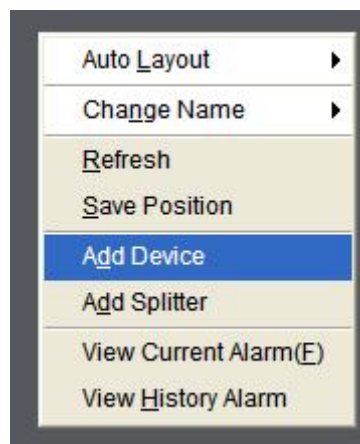 Auto Layout
Change Name
Refresh
Save Position
Add Device
Add Splitter
View Current Alarm(F)
View History Alarm